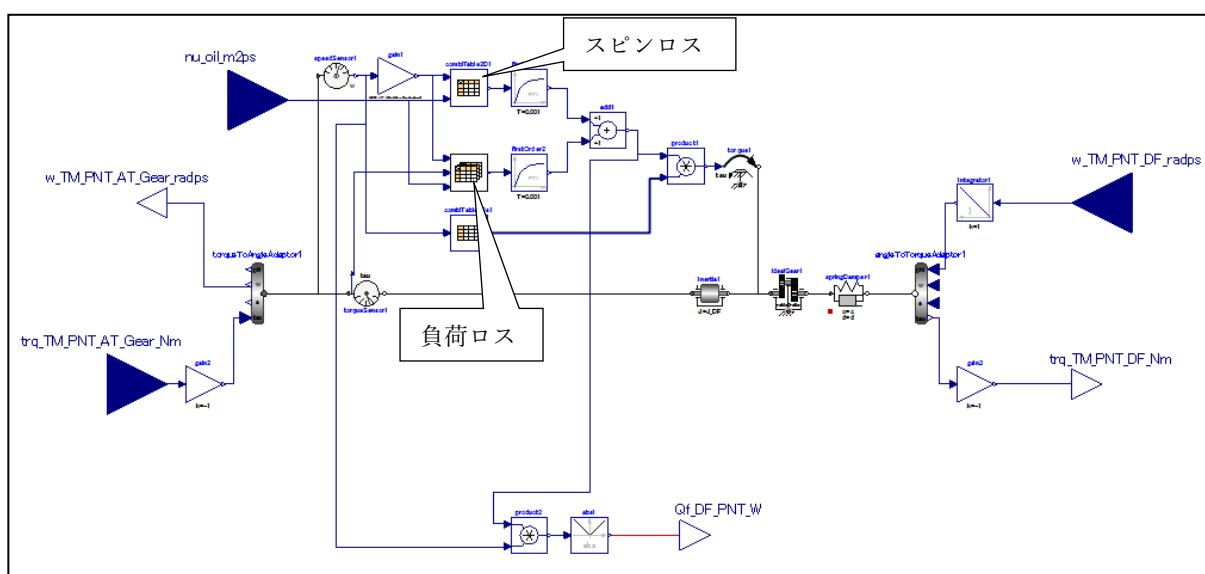 スピンロス
nu_oil_m2ps
speedSensor1
gain1
w
combiTable2D1
T=0.001
add1
+1
+1
firstOrder2
T=0.001
product1
torque1
tau
w_TM_PNT_AT_Gear_radps
w_TM_PNT_DF_radps
integrator1
k=1
torqueToAngleAdaptor1
angleToTorqueAdaptor1
tau
torqueSensor1
inertia1
J=J_DF
idealGear1
springDamper1
c=c
d=d
負荷ロス
trq_TM_PNT_AT_Gear_Nm
gain2
k=-1
trq_TM_PNT_DF_Nm
gain3
k=-1
product2
abs1
abs
Qf_DF_PNT_W